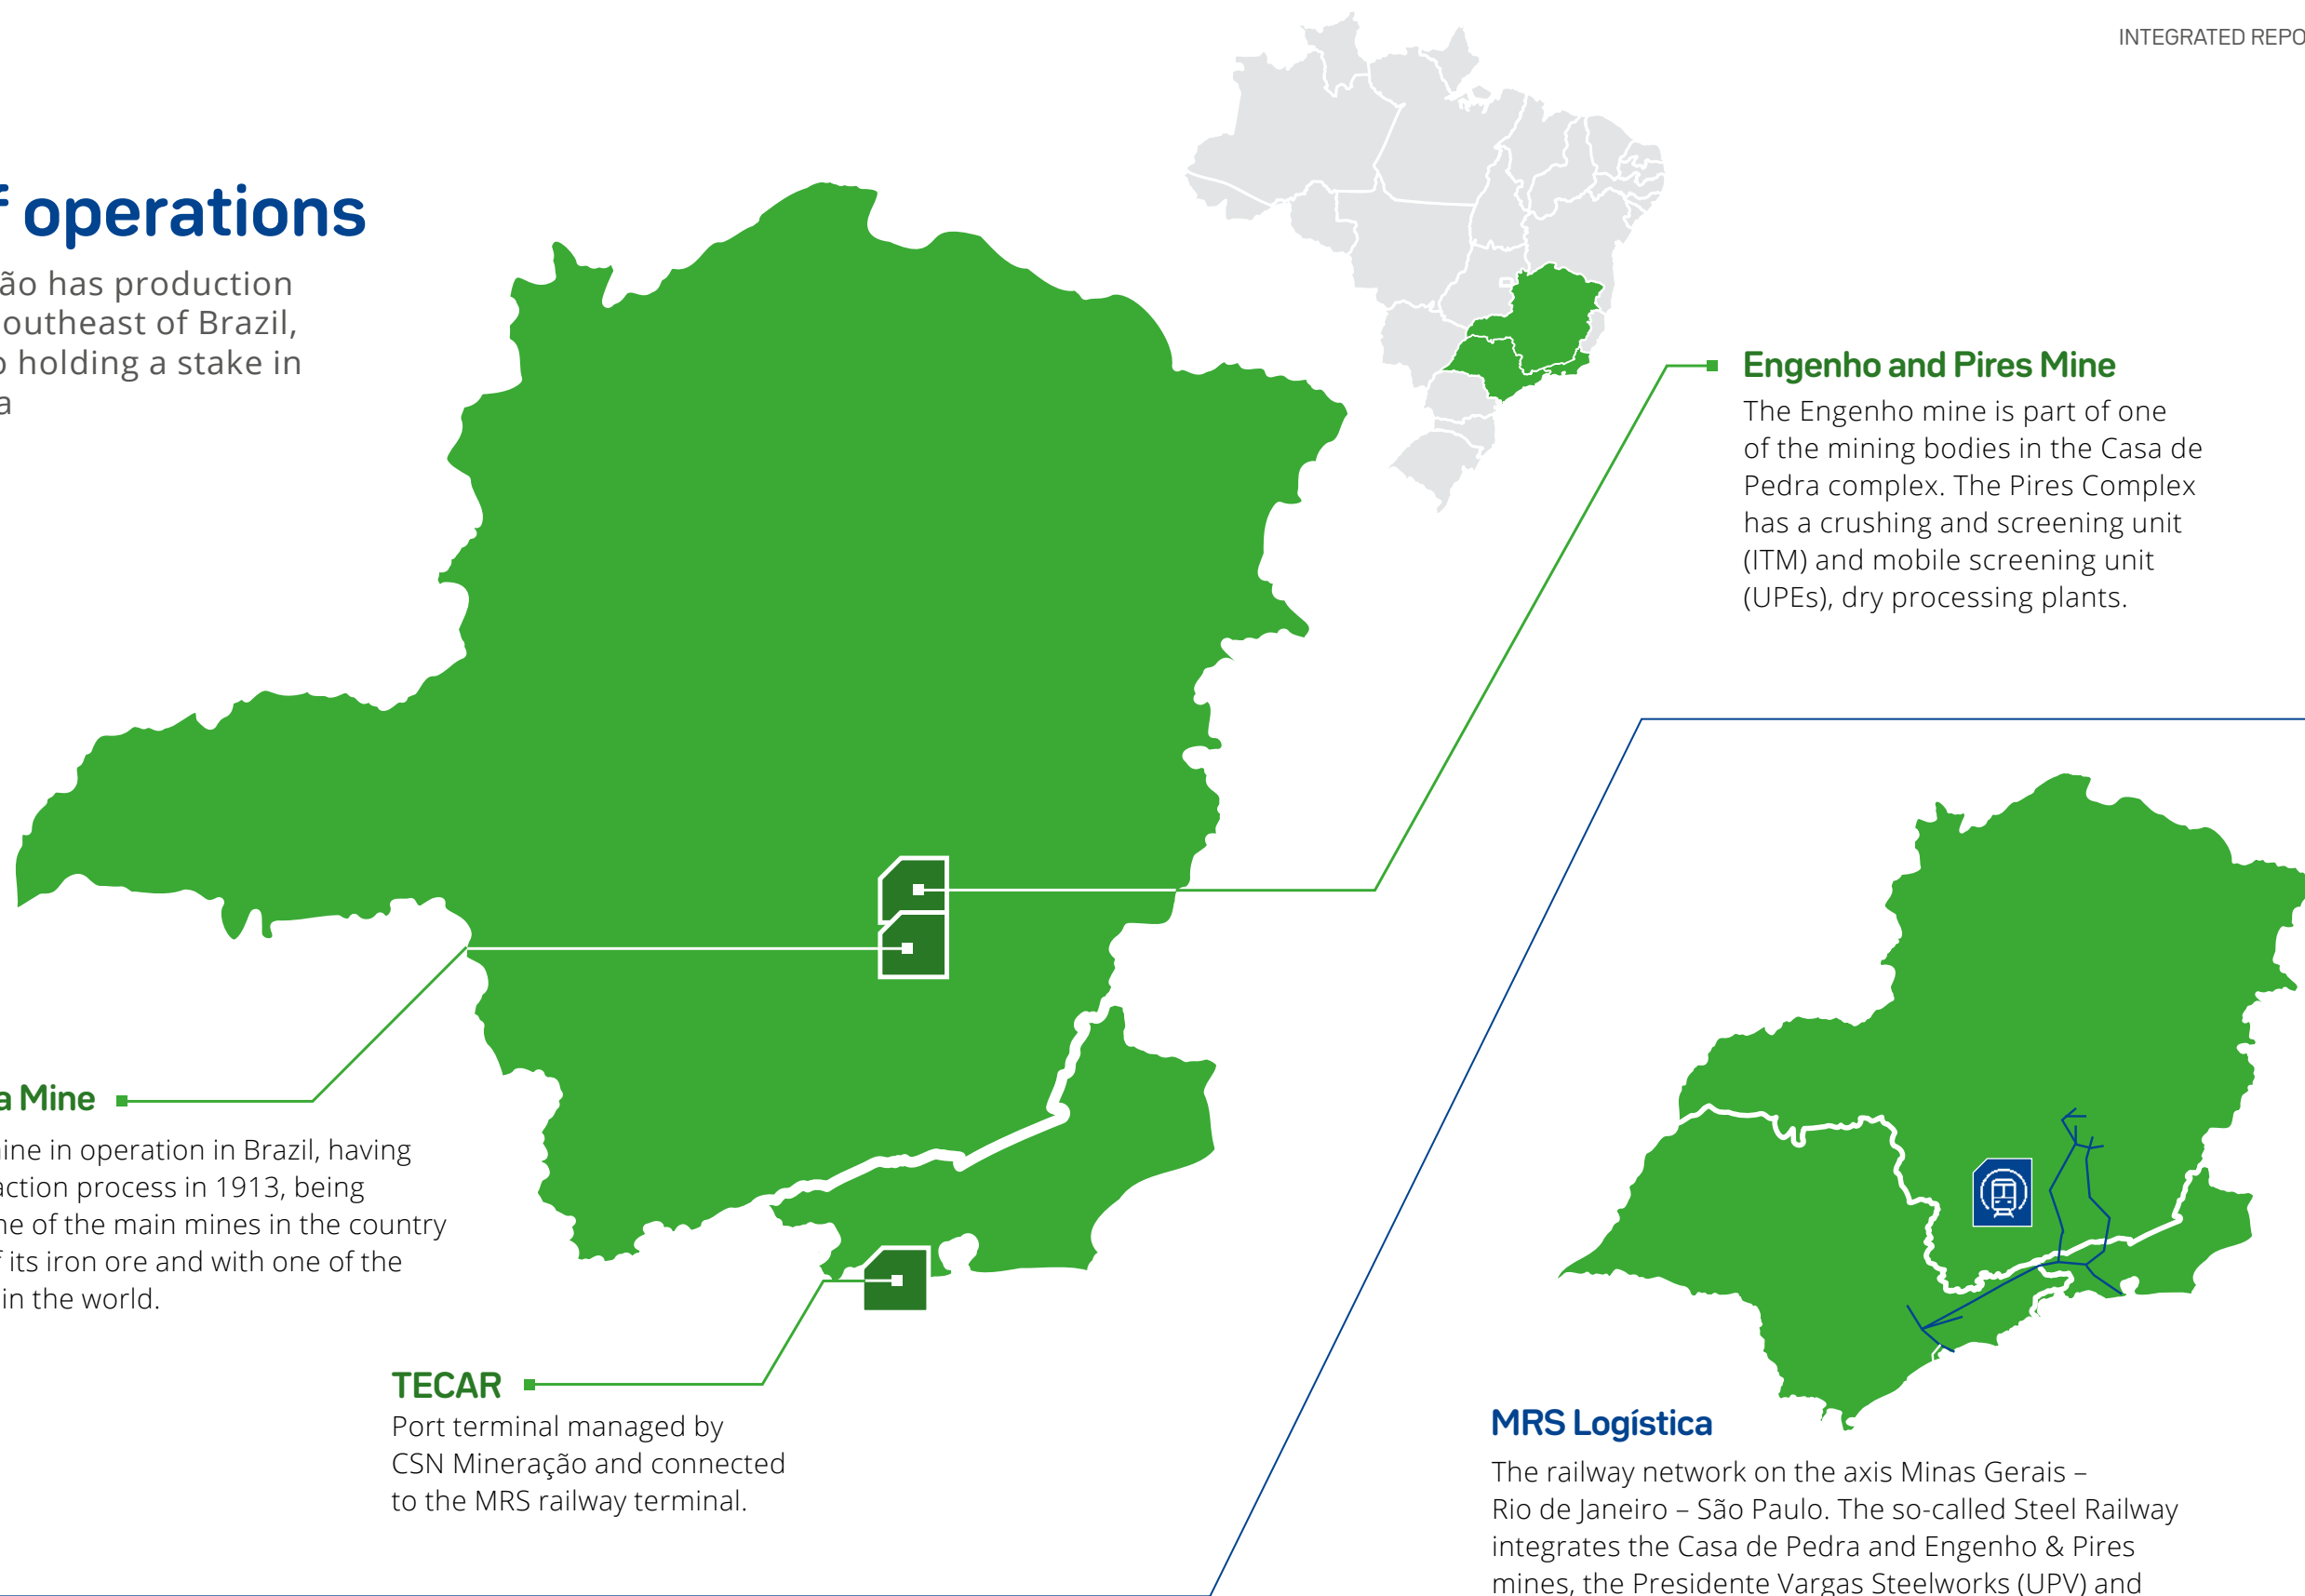 INTEGRATED REPO
f operations
ão has production
outheast of Brazil,
o holding a stake in
a
Engenho and Pires Mine
The Engenho mine is part of one
of the mining bodies in the Casa de
Pedra complex. The Pires Complex
has a crushing and screening unit
(ITM) and mobile screening unit
(UPEs), dry processing plants.
a Mine
ine in operation in Brazil, having
action process in 1913, being
ne of the main mines in the country
f its iron ore and with one of the
in the world.
TECAR
Port terminal managed by
CSN Mineração and connected
to the MRS railway terminal.
MRS Logística
The railway network on the axis Minas Gerais –
Rio de Janeiro – São Paulo. The so-called Steel Railway
integrates the Casa de Pedra and Engenho & Pires
mines, the Presidente Vargas Steelworks (UPV) and